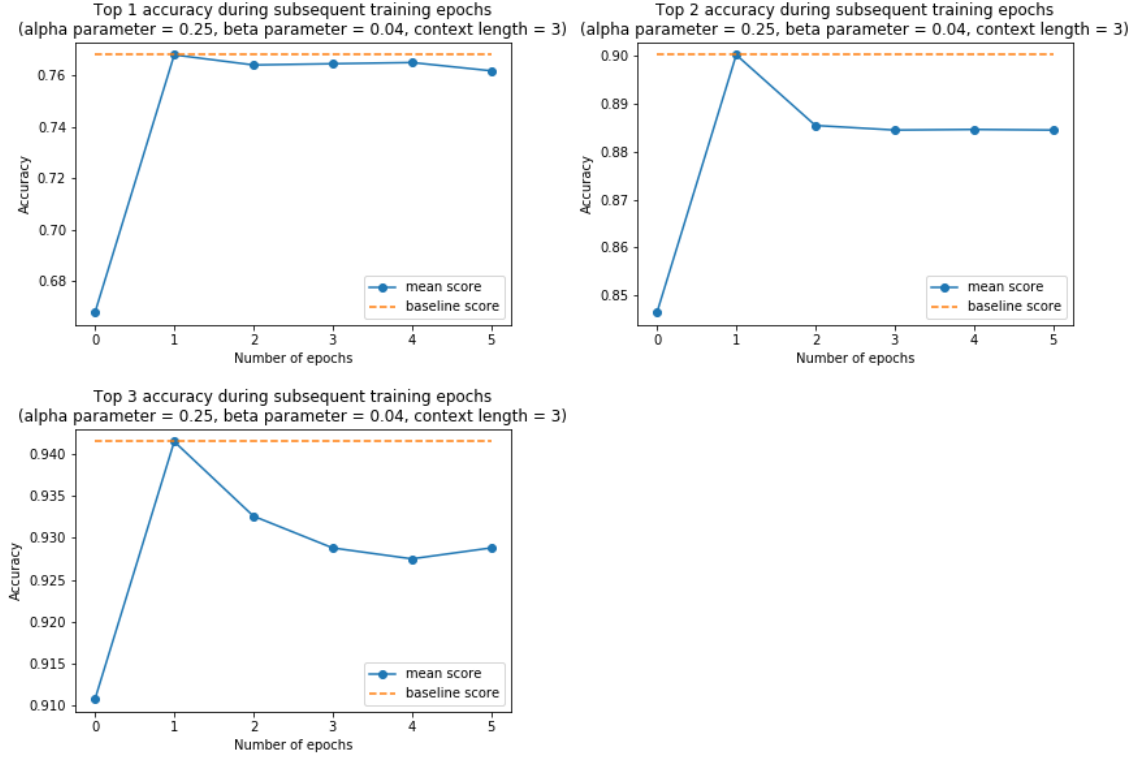 Top 1 accuracy during subsequent training epochs
(alpha parameter = 0.25, beta parameter = 0.04, context length = 3)
0.76
0.74
0.72
0.70
0.68
Accuracy
mean score
baseline score
0 1 2 3 4 5
Number of epochs
Top 2 accuracy during subsequent training epochs
(alpha parameter = 0.25, beta parameter = 0.04, context length = 3)
0.90
0.89
0.88
0.87
0.86
0.85
Accuracy
mean score
baseline score
0 1 2 3 4 5
Number of epochs
Top 3 accuracy during subsequent training epochs
(alpha parameter = 0.25, beta parameter = 0.04, context length = 3)
0.940
0.935
0.930
0.925
0.920
0.915
0.910
Accuracy
mean score
baseline score
0 1 2 3 4 5
Number of epochs